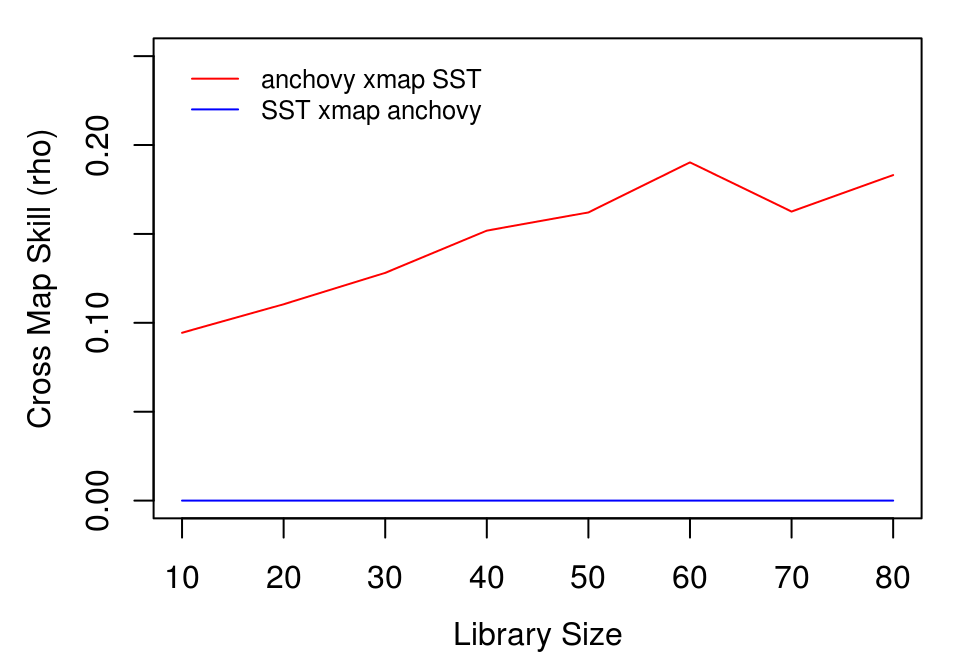 anchovy xmap SST
SST xmap anchovy
Cross Map Skill (rho)
0.20
0.10
0.00
10 20 30 40 50 60 70 80
Library Size